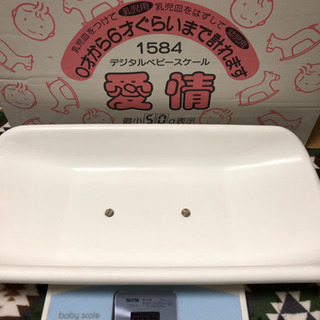 乳児皿をつけて 乳児用 乳児皿をはずして 幼児用
0才から6才ぐらいまで計れます
1584
デジタルベビースケール
愛情
最小50g表示
baby scale